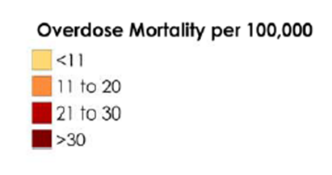 Overdose Mortality per 100,000
<11
11 to 20
21 to 30
>30